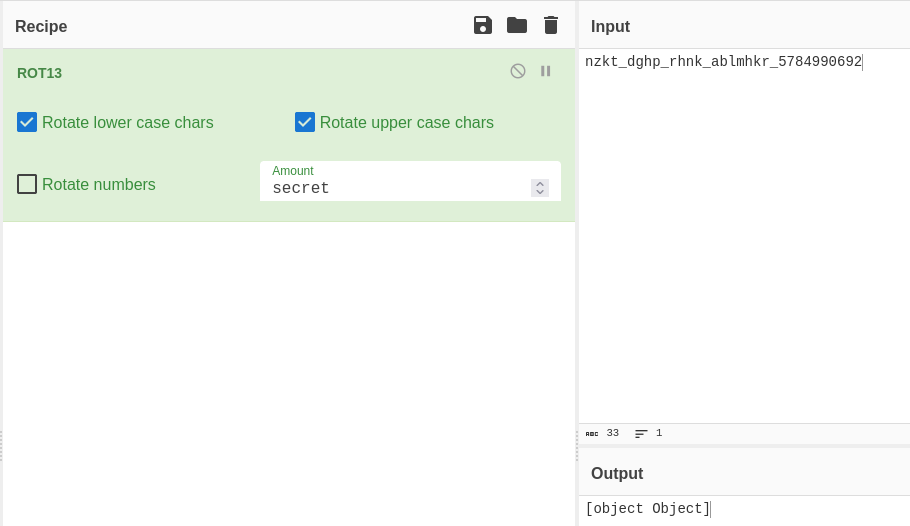 Recipe
ROT13
Rotate lower case chars
Rotate upper case chars
Rotate numbers
Amount
secret
Input
nzkt_dghp_rhnk_ablmhkr_5784990692
ABC 33 1
Output
[object Object]